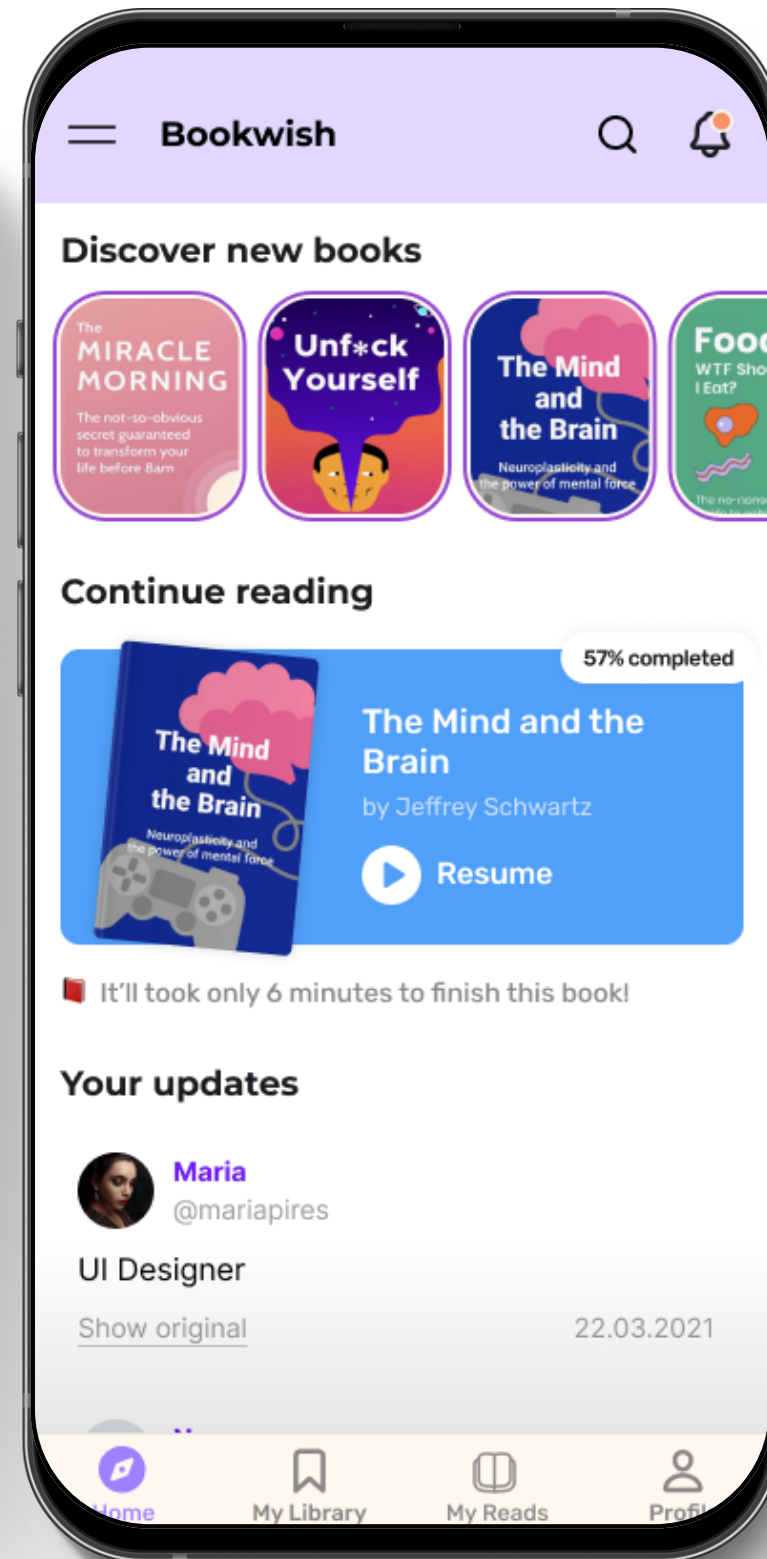 Bookwish
Discover new books
The
MIRACLE
MORNING
The not-so-obvious
secret guaranteed
to transform your
life before 8am
Unf*ck
Yourself
The Mind
and
the Brain
Neuroplasticity and
the power of mental force
Food
WTF Sho
I Eat?
The no-nonse
Continue reading
57% completed
The Mind
and
the Brain
Neuroplasticity and
the power of mental force
The Mind and the
Brain
by Jeffrey Schwartz
Resume
It'll took only 6 minutes to finish this book!
Your updates
Maria
@mariapires
UI Designer
Show original
22.03.2021
Home
My Library
My Reads
Profil